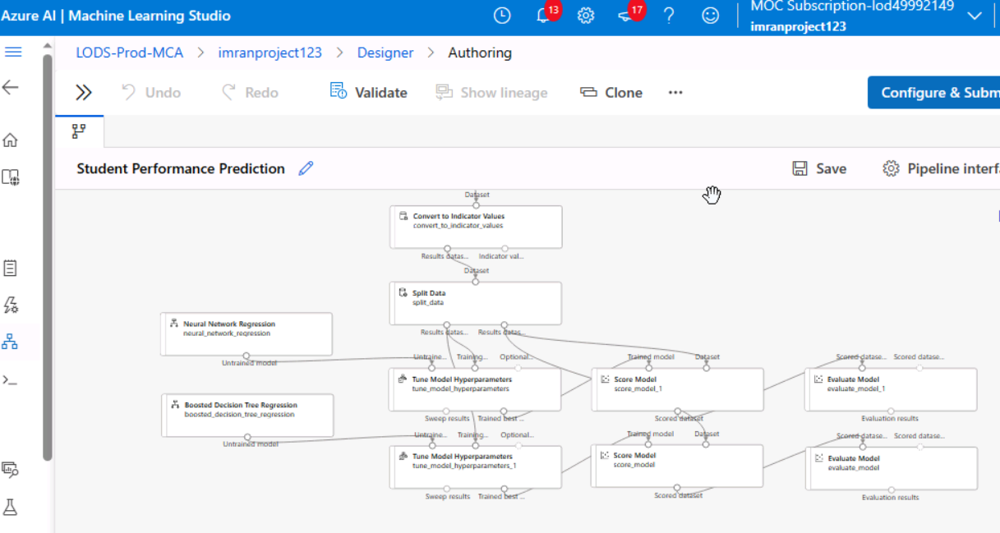 Azure AI | Machine Learning Studio
13
17
MOC Subscription-lod49992149
imranproject123
LODS-Prod-MCA > imranproject123 > Designer > Authoring
Undo
Redo
Validate
Show lineage
Clone
...
Configure & Subm
Student Performance Prediction
Save
Pipeline interfa
Dataset
Convert to Indicator Values
convert_to_indicator_values
Results datas...
Indicator val...
Dataset
Split Data
split_data
Results datas...
Results datas...
Neural Network Regression
neural_network_regression
Untrained model
Untraine...
Training...
Optional...
Trained model
Dataset
Scored datase...
Scored datase...
Tune Model Hyperparameters
tune_model_hyperparameters
Score Model
score_model_1
Evaluate Model
evaluate_model_1
Boosted Decision Tree Regression
boosted_decision_tree_regression
Sweep results
Trained best ...
Scored dataset
Evaluation results
Untrained model
Untraine...
Training...
Optional...
Trained model
Dataset
Scored datase...
Scored datase...
Tune Model Hyperparameters
tune_model_hyperparameters_1
Score Model
score_model
Evaluate Model
evaluate_model
Sweep results
Trained best ...
Scored dataset
Evaluation results